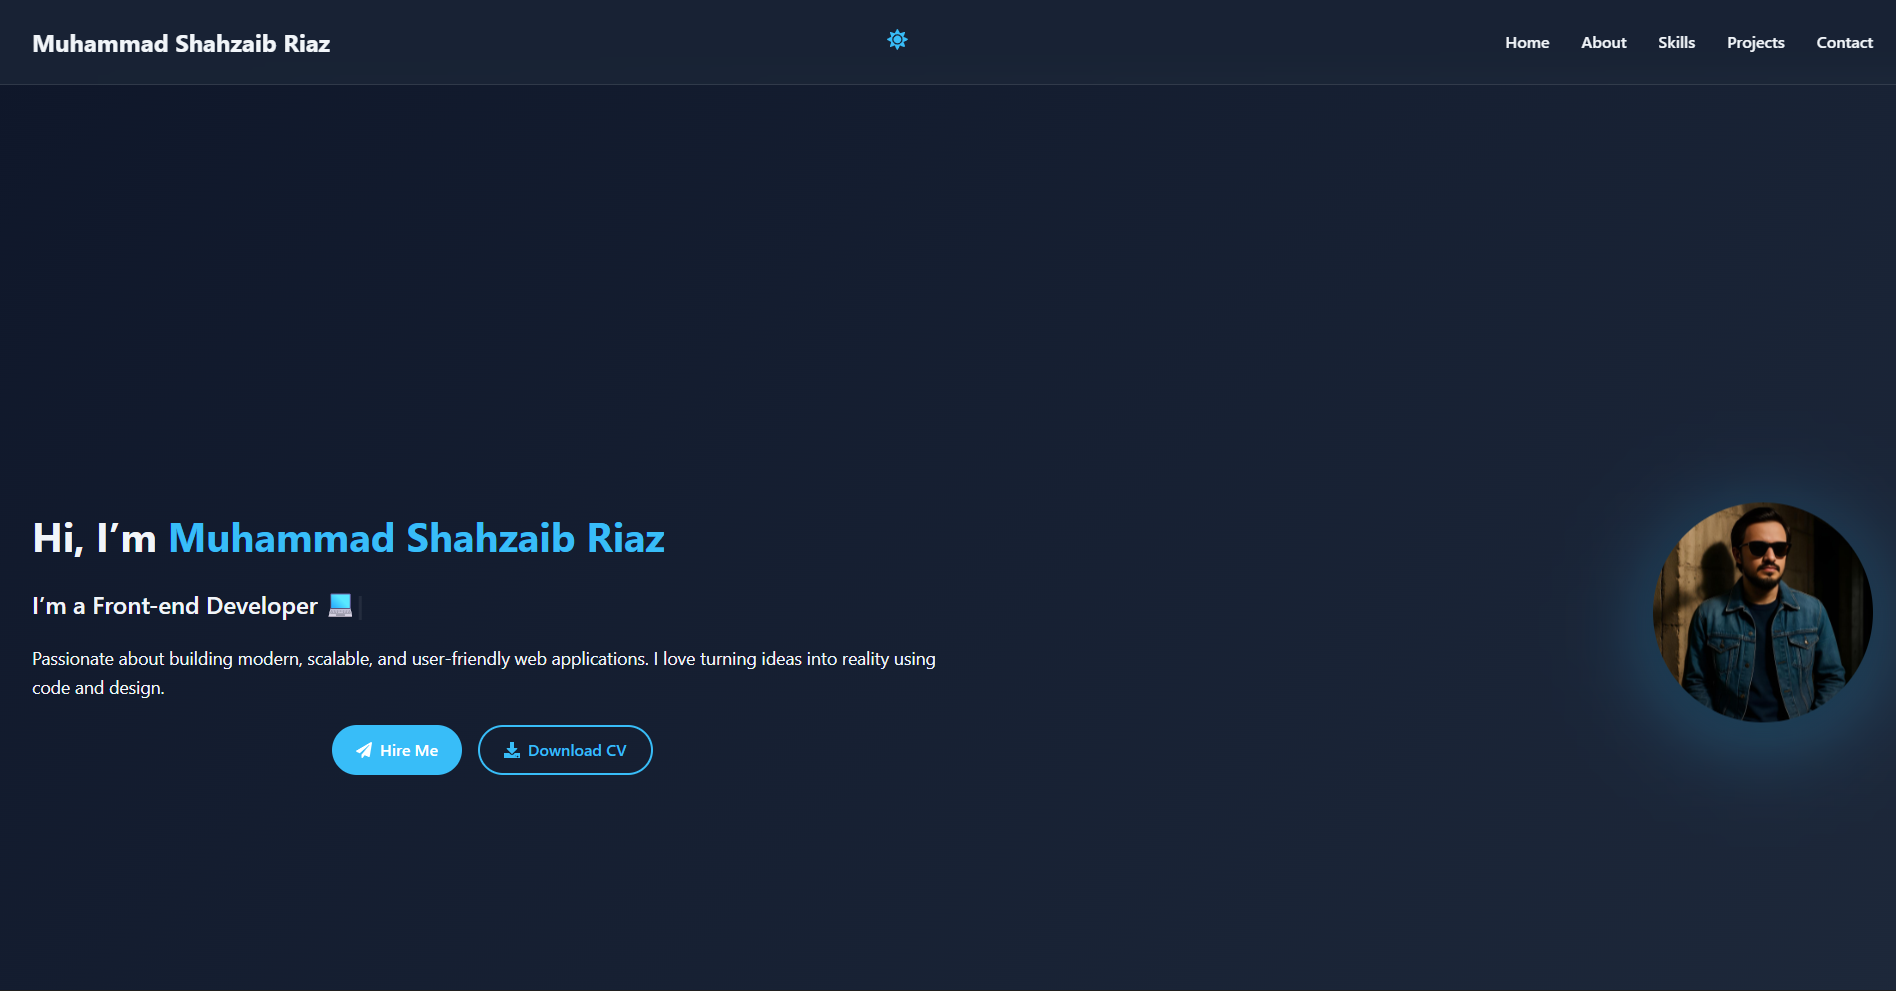 Muhammad Shahzaib Riaz
Home About Skills Projects Contact
Hi, I’m Muhammad Shahzaib Riaz
I’m a Front-end Developer 💻|
Passionate about building modern, scalable, and user-friendly web applications. I love turning ideas into reality using
code and design.
Hire Me Download CV